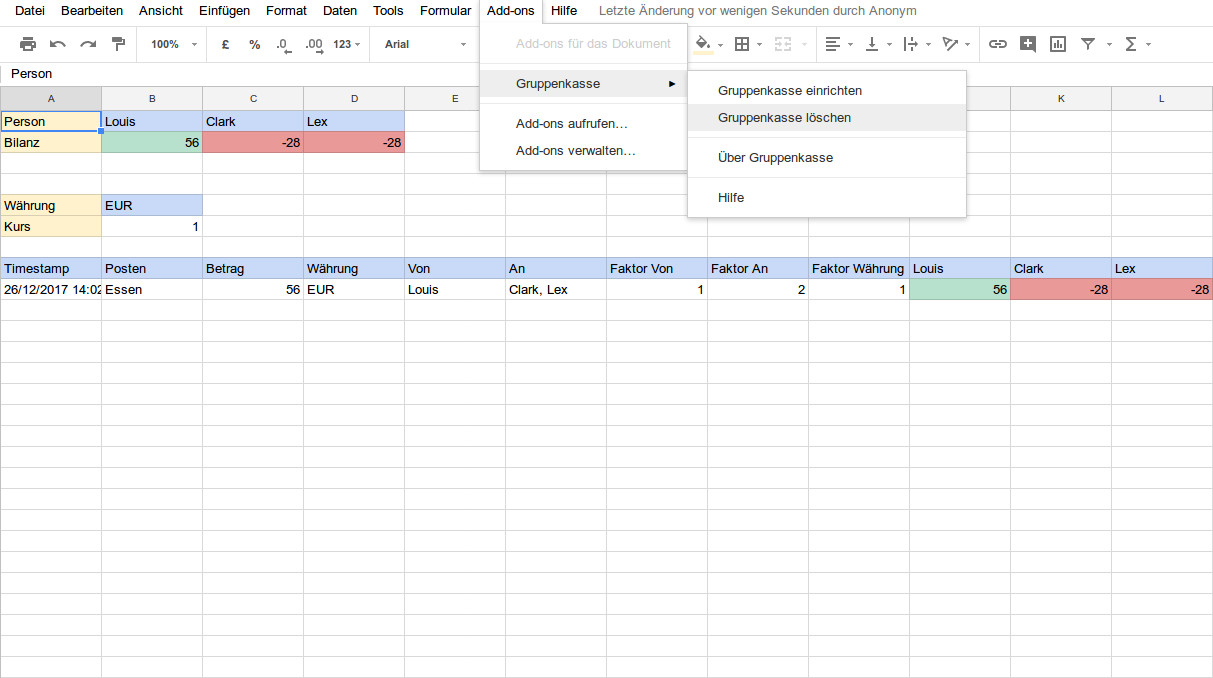 Datei Bearbeiten Ansicht Einfügen Format Daten Tools Formular Add-ons Hilfe Letzte Änderung vor wenigen Sekunden durch Anonym
100% £ % .0 .00 123 Arial
Add-ons für das Dokument
Gruppenkasse
Add-ons aufrufen…
Add-ons verwalten…
Gruppenkasse einrichten
Gruppenkasse löschen
Über Gruppenkasse
Hilfe
Person
A B C D E K L
Person Louis Clark Lex
Bilanz 56 -28 -28
Währung EUR
Kurs 1
Timestamp Posten Betrag Währung Von An Faktor Von Faktor An Faktor Währung Louis Clark Lex
26/12/2017 14:02 Essen 56 EUR Louis Clark, Lex 1 2 1 56 -28 -28